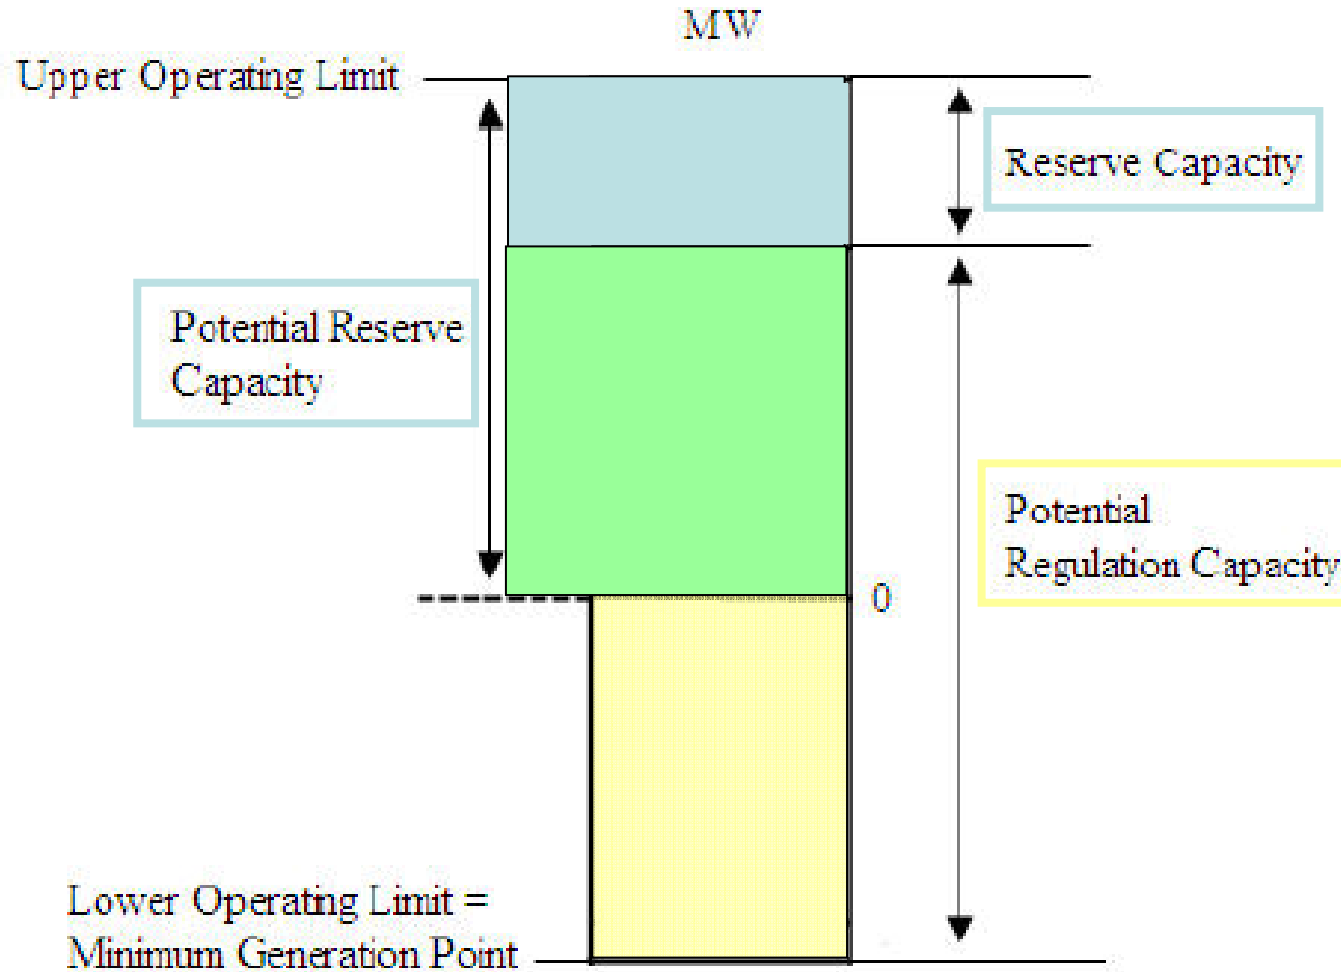 MW
Upper Operating Limit
Reserve Capacity
Potential Reserve
Capacity
Potential
Regulation Capacity
0
Lower Operating Limit =
Minimum Generation Point